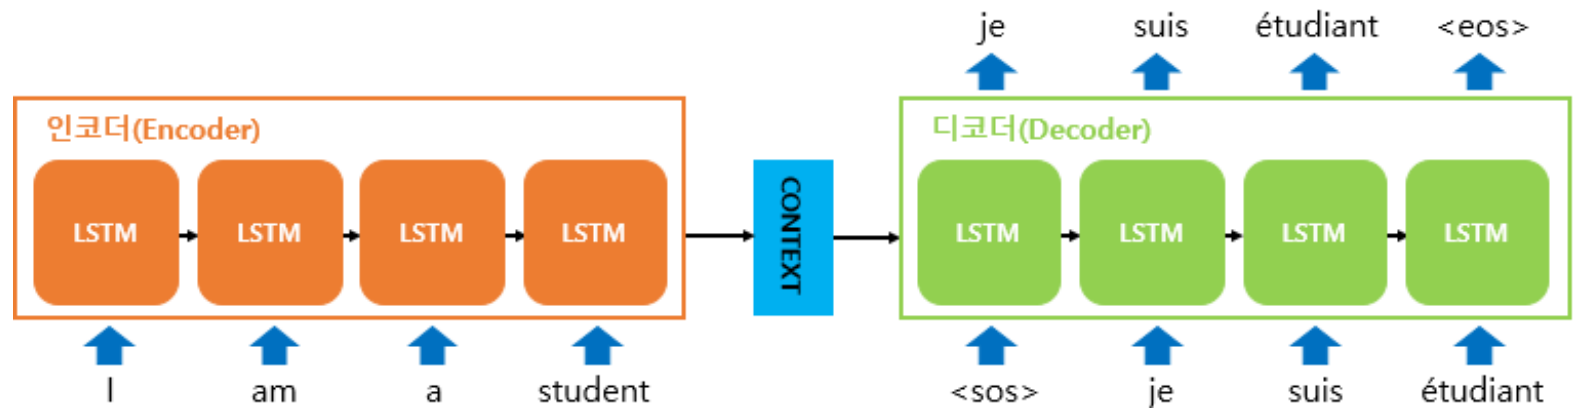 je suis étudiant <eos>
인코더(Encoder)
디코더(Decoder)
LSTM LSTM LSTM LSTM
CONTEXT
LSTM LSTM LSTM LSTM
I am a student
<sos> je suis étudiant